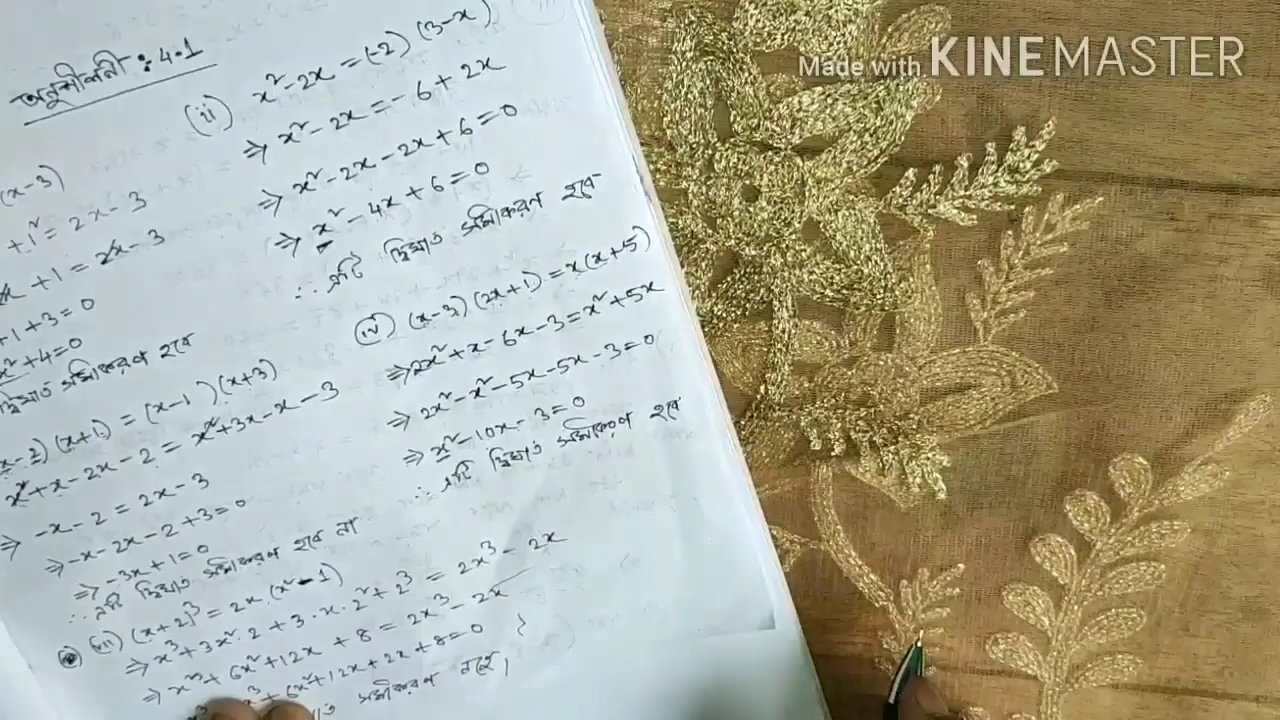 অনুশীলনী : 4.1
(x-3)
+1² = 2x-3
+1 = 2x-3
+1+3=0
x²+4=0
দ্বিঘাত সমীকরণ হবে
(ii) x²-2x = (-2) (3-x)
⇒ x²-2x = -6+2x
⇒ x²-2x-2x+6=0
⇒ x²-4x+6=0
∴ এটি দ্বিঘাত সমীকরণ হবে
x-2) (x+1) = (x-1) (x+3)
x²+x-2x-2 = x²+3x-x-3
⇒ -x-2 = 2x-3
⇒ -x-2x-2+3=0
⇒ -3x+1=0
∴ এটি দ্বিঘাত সমীকরণ হবে না
(iv) (x-3) (2x+1) = x(x+5)
⇒ 2x²+x-6x-3 = x²+5x
⇒ 2x²-x²-5x-5x-3=0
⇒ x²-10x-3=0
∴ এটি দ্বিঘাত সমীকরণ হবে
(vii) (x+2)³ = 2x (x²-1)
⇒ x³+3x².2+3.x.2²+2³ = 2x³-2x
⇒ x³+6x²+12x+8 = 2x³-2x
³+6x²+12x+2x+8=0
সমীকরণ নহে।
Made with KINEMASTER